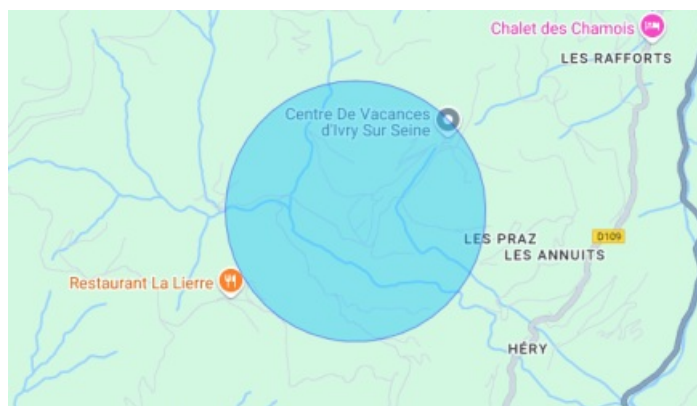 Chalet des Chamois
LES RAFFORTS
Centre De Vacances
d'Ivry Sur Seine
LES PRAZ
D109
LES ANNUITS
Restaurant La Lierre
HÉRY